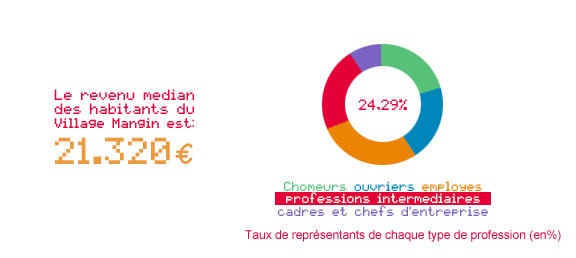 Le revenu median
des habitants du
Village Mangin est:
21.320€
24.29%
Chomeurs ouvriers employes
professions intermediaires
cadres et chefs d'entrerrise
Taux de représentants de chaque type de profession (en%)